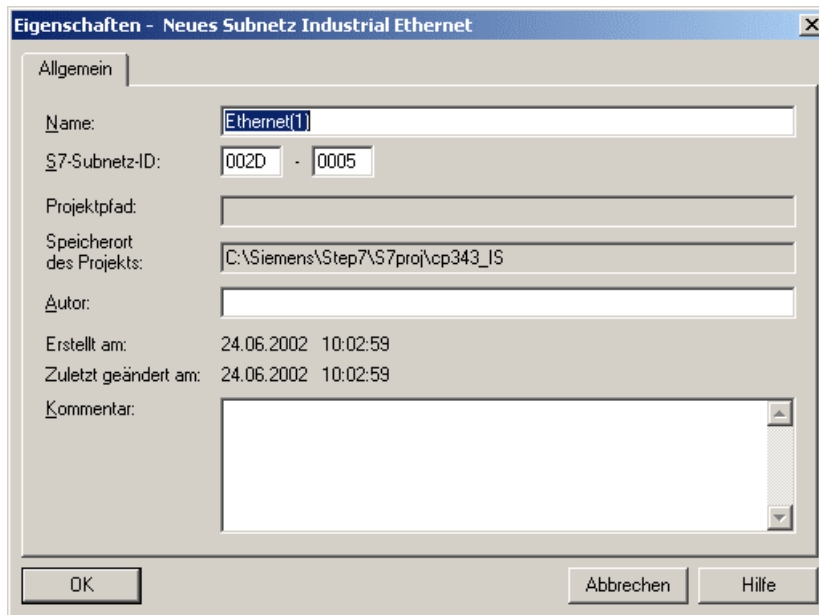 Eigenschaften - Neues Subnetz Industrial Ethernet
Allgemein
Name: Ethernet(1)
S7-Subnetz-ID: 002D - 0005
Projektpfad:
Speicherort
des Projekts: C:\Siemens\Step7\S7proj\cp343_IS
Autor:
Erstellt am: 24.06.2002 10:02:59
Zuletzt geändert am: 24.06.2002 10:02:59
Kommentar:
OK Abbrechen Hilfe